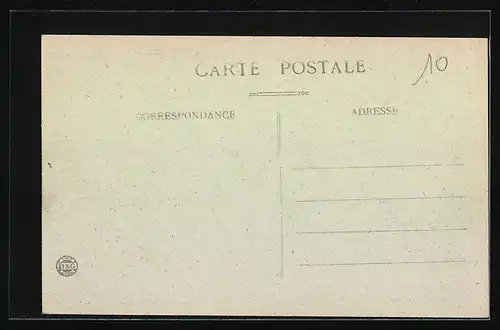 CARTE POSTALE
10
CORRESPONDANCE
ADRESSE